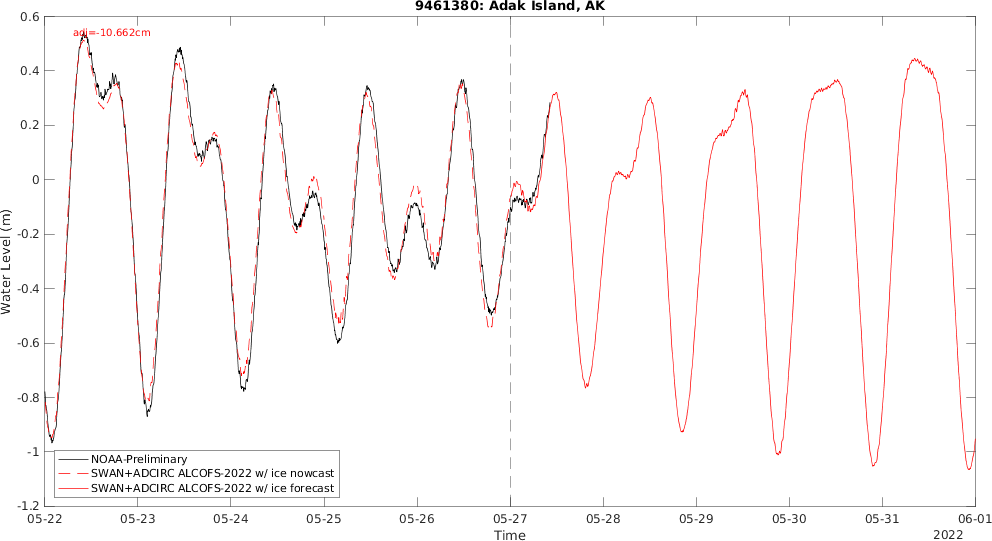 9461380: Adak Island, AK
adj=-10.662cm
0.6
0.4
0.2
0
-0.2
-0.4
-0.6
-0.8
-1
-1.2
Water Level (m)
NOAA-Preliminary
SWAN+ADCIRC ALCOFS-2022 w/ ice nowcast
SWAN+ADCIRC ALCOFS-2022 w/ ice forecast
05-22 05-23 05-24 05-25 05-26 05-27 05-28 05-29 05-30 05-31 06-01
Time
2022